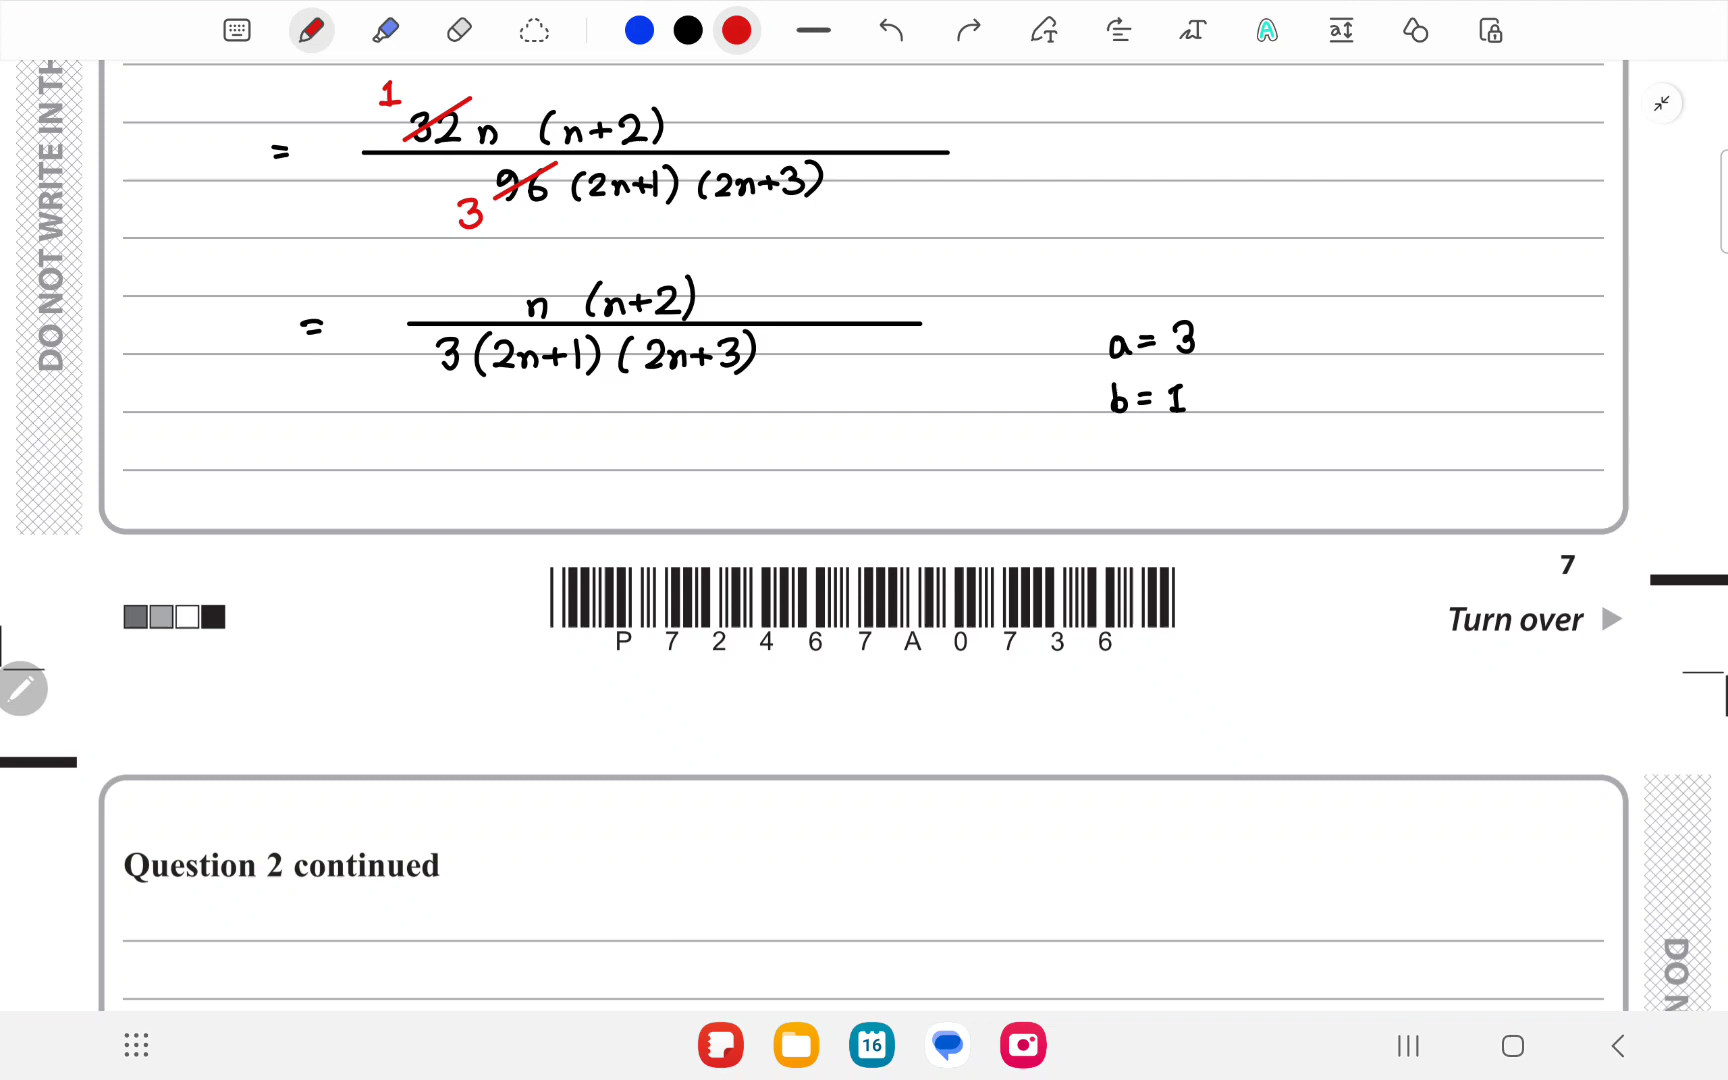 DO NOT WRITE IN TH
1
= 32 n (n+2)
96 (2n+1) (2n+3)
3
= n (n+2)
3 (2n+1) (2n+3)
a = 3
b = 1
7
P 7 2 4 6 7 A 0 7 3 6
Turn over
Question 2 continued
DO N
16